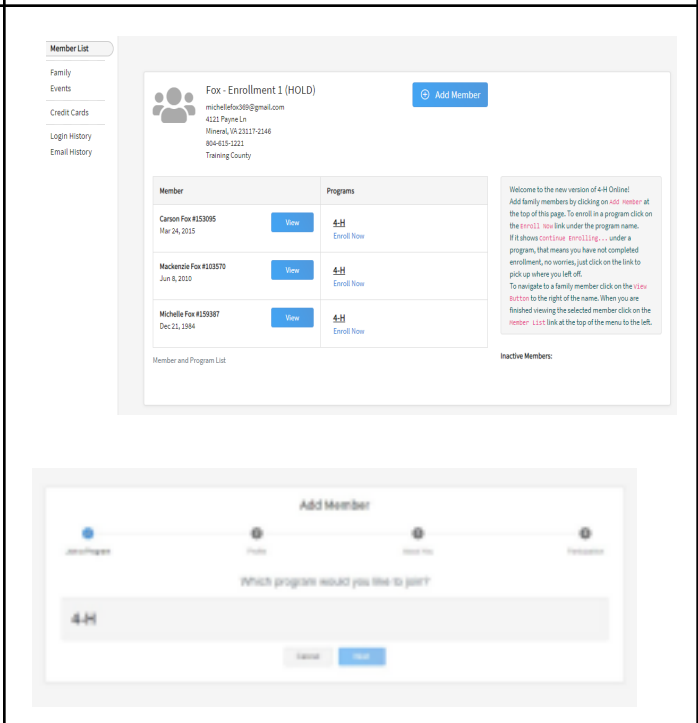 Member List
Family
Events
Credit Cards
Login History
Email History
Fox - Enrollment 1 (HOLD)
michellefox369@gmail.com
4121 Payne Ln
Mineral, VA 23117-2146
804-615-1221
Training County
Add Member
Member Programs
Carson Fox #153095
Mar 24, 2015
View
4-H
Enroll Now
Mackenzie Fox #103570
Jun 8, 2010
View
4-H
Enroll Now
Michelle Fox #159387
Dec 21, 1984
View
4-H
Enroll Now
Member and Program List
Welcome to the new version of 4-H Online!
Add family members by clicking on Add Member at
the top of this page. To enroll in a program click on
the Enroll Now link under the program name.
If it shows Continue Enrolling... under a
program, that means you have not completed
enrollment, no worries, just click on the link to
pick up where you left off.
To navigate to a family member click on the View
Button to the right of the name. When you are
finished viewing the selected member click on the
Member List link at the top of the menu to the left.
Inactive Members:
Add Member
Join a Program
Profile
About You
Participation
Which program would you like to join?
4-H
Cancel
Next